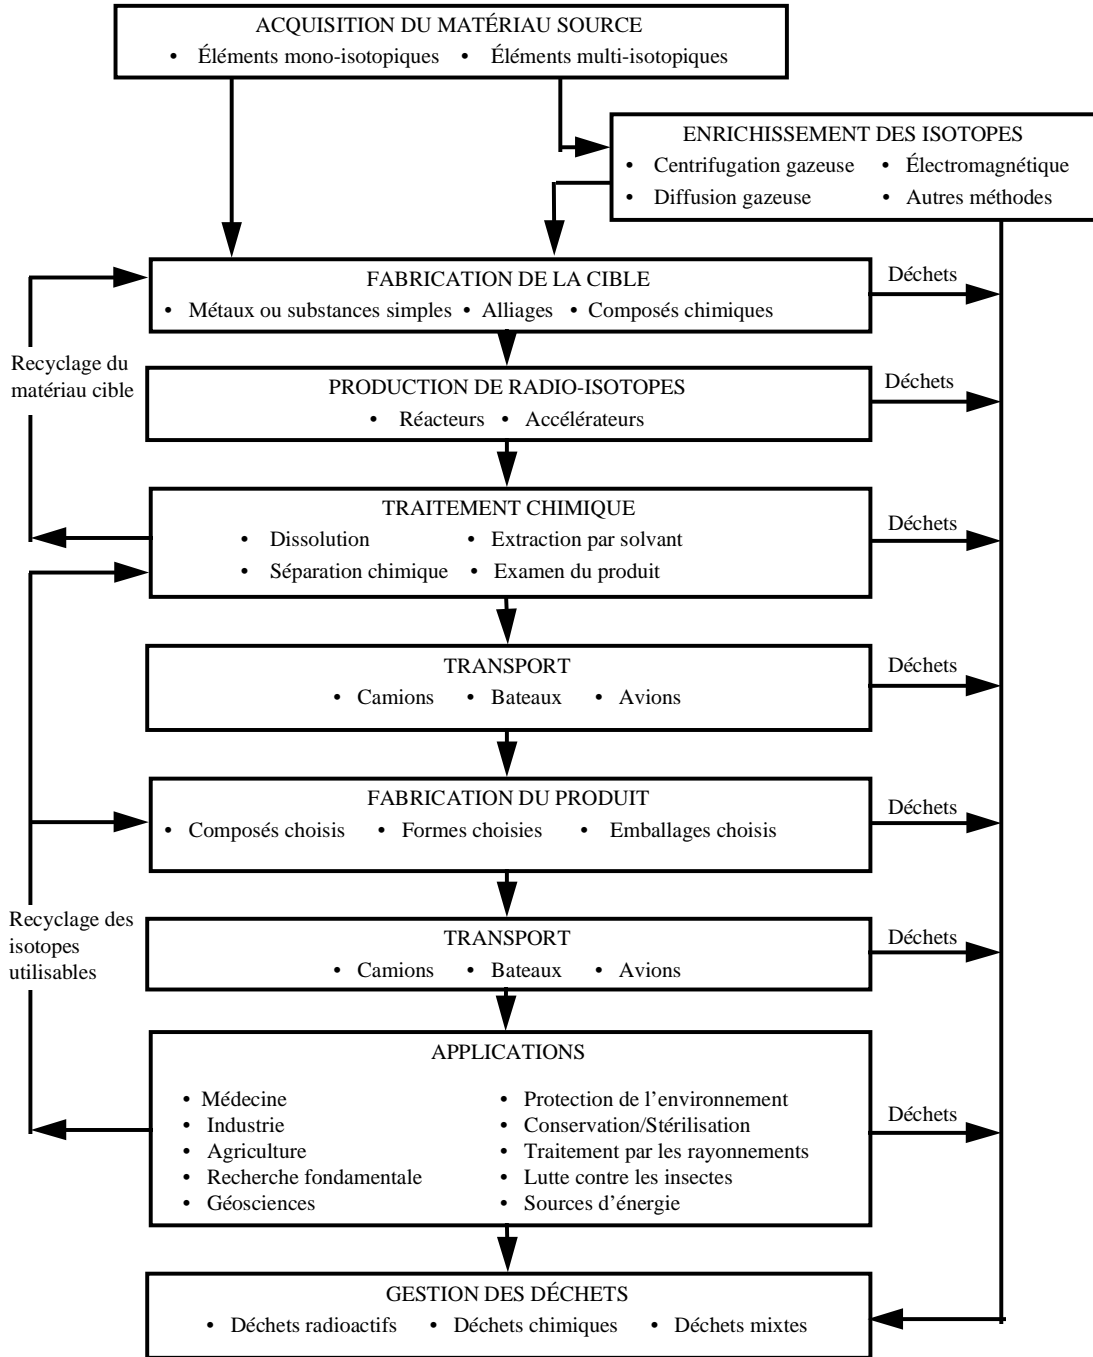 ACQUISITION DU MATÉRIAU SOURCE
• Éléments mono-isotopiques • Éléments multi-isotopiques
ENRICHISSEMENT DES ISOTOPES
• Centrifugation gazeuse • Électromagnétique
• Diffusion gazeuse • Autres méthodes
FABRICATION DE LA CIBLE
• Métaux ou substances simples • Alliages • Composés chimiques
Déchets
Recyclage du
matériau cible
PRODUCTION DE RADIO-ISOTOPES
• Réacteurs • Accélérateurs
Déchets
TRAITEMENT CHIMIQUE
• Dissolution • Extraction par solvant
• Séparation chimique • Examen du produit
Déchets
TRANSPORT
• Camions • Bateaux • Avions
Déchets
FABRICATION DU PRODUIT
• Composés choisis • Formes choisies • Emballages choisis
Déchets
Recyclage des
isotopes
utilisables
TRANSPORT
• Camions • Bateaux • Avions
Déchets
APPLICATIONS
• Médecine • Protection de l’environnement
• Industrie • Conservation/Stérilisation
• Agriculture • Traitement par les rayonnements
• Recherche fondamentale • Lutte contre les insectes
• Géosciences • Sources d’énergie
Déchets
GESTION DES DÉCHETS
• Déchets radioactifs • Déchets chimiques • Déchets mixtes